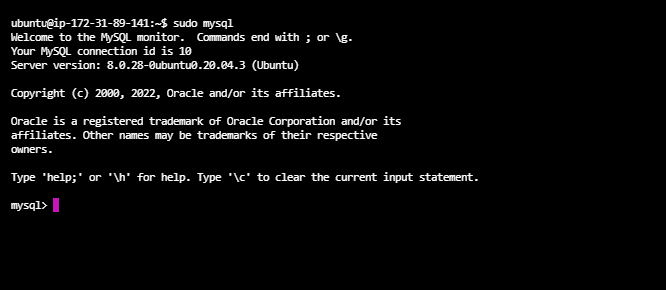 ubuntu@ip-172-31-89-141:~$ sudo mysql
Welcome to the MySQL monitor.  Commands end with ; or \g.
Your MySQL connection id is 10
Server version: 8.0.28-0ubuntu0.20.04.3 (Ubuntu)
Copyright (c) 2000, 2022, Oracle and/or its affiliates.
Oracle is a registered trademark of Oracle Corporation and/or its
affiliates. Other names may be trademarks of their respective
owners.
Type 'help;' or '\h' for help. Type '\c' to clear the current input statement.
mysql>